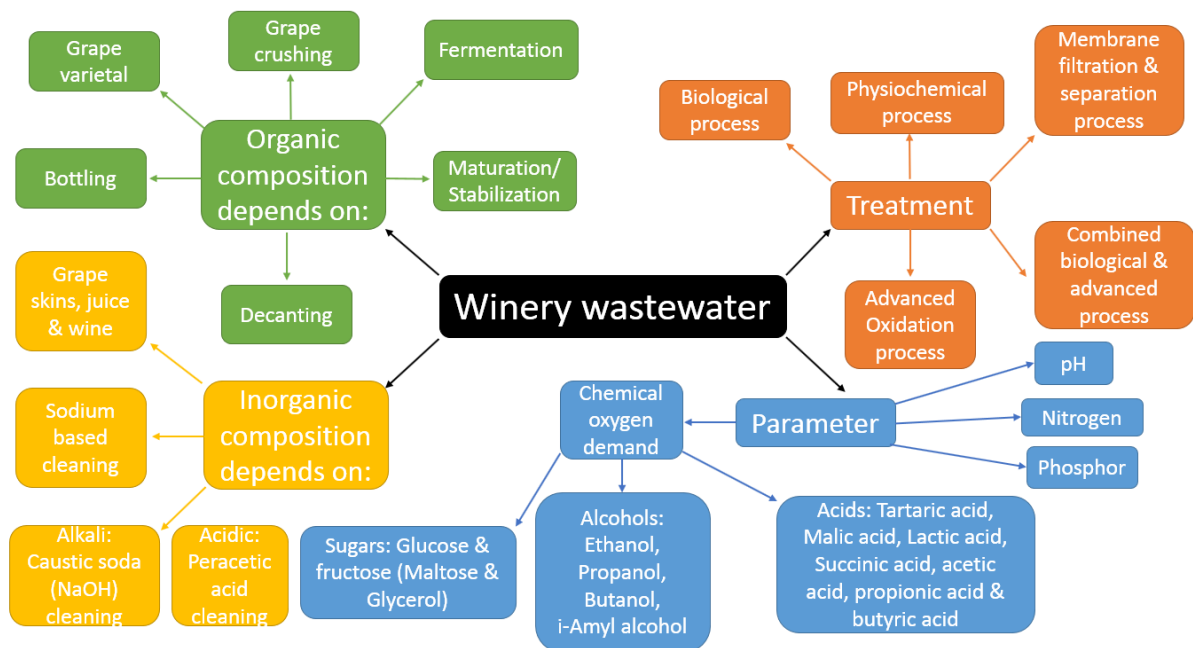 Grape
varietal
Grape
crushing
Fermentation
Organic
composition
depends on:
Bottling
Maturation/
Stabilization
Decanting
Biological
process
Physiochemical
process
Membrane
filtration &
separation
process
Treatment
Advanced
Oxidation
process
Combined
biological &
advanced
process
Winery wastewater
Grape
skins, juice
& wine
Sodium
based
cleaning
Inorganic
composition
depends on:
Alkali:
Caustic soda
(NaOH)
cleaning
Acidic:
Peracetic
acid
cleaning
Chemical
oxygen
demand
Parameter
pH
Nitrogen
Phosphor
Sugars: Glucose &
fructose (Maltose &
Glycerol)
Alcohols:
Ethanol,
Propanol,
Butanol,
i-Amyl alcohol
Acids: Tartaric acid,
Malic acid, Lactic acid,
Succinic acid, acetic
acid, propionic acid &
butyric acid